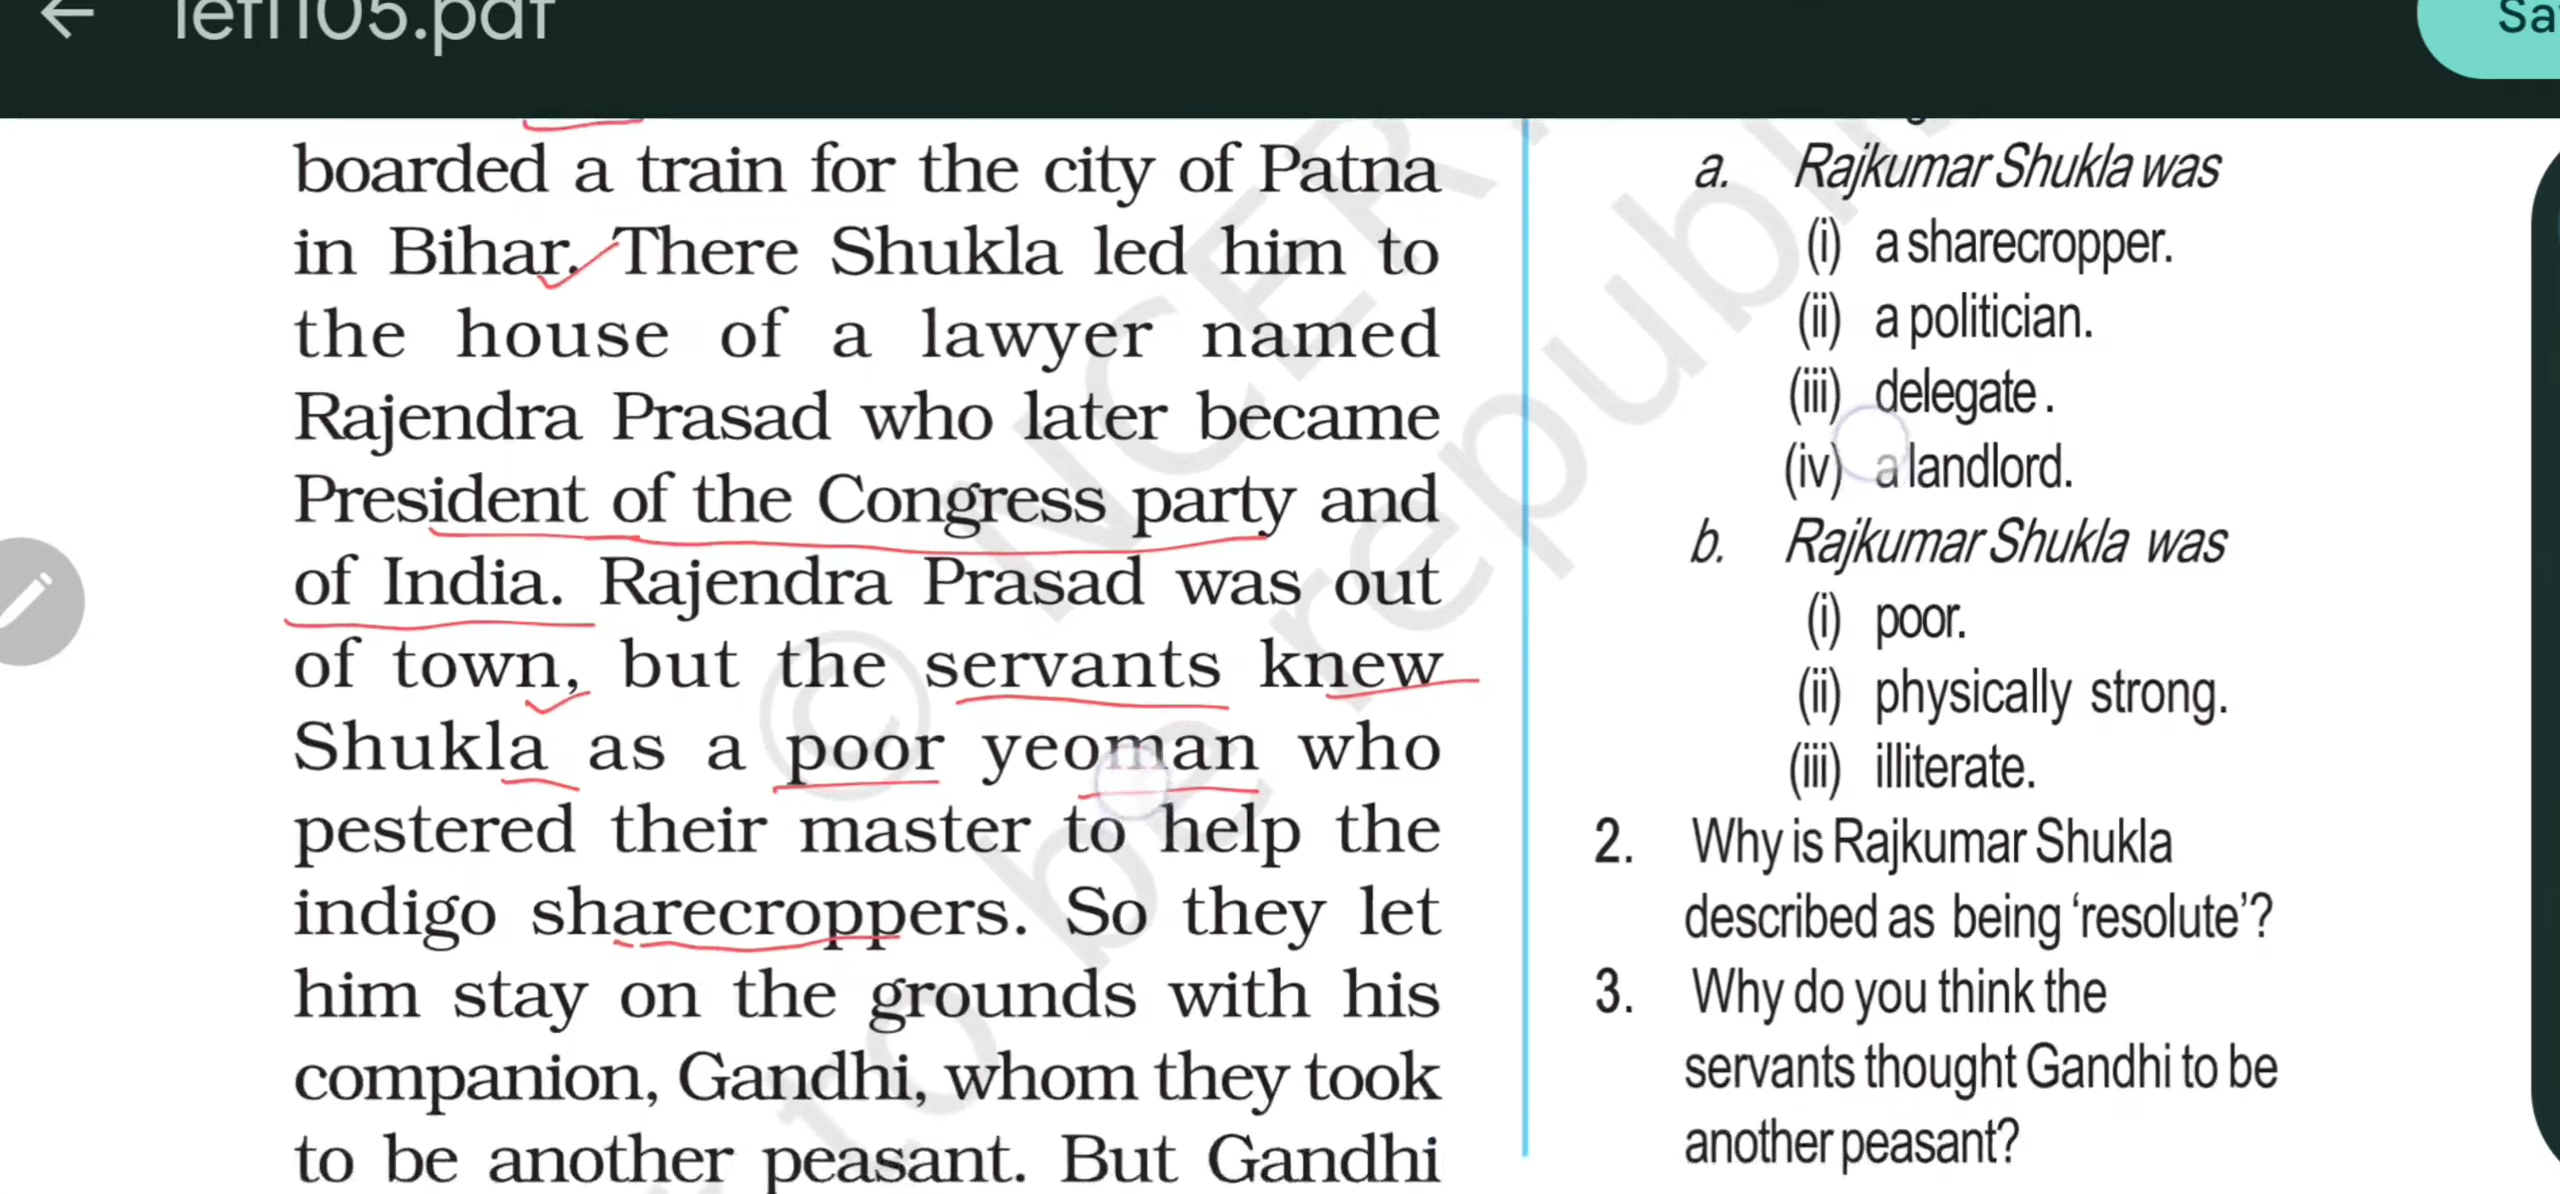 boarded a train for the city of Patna
in Bihar. There Shukla led him to
the house of a lawyer named
Rajendra Prasad who later became
President of the Congress party and
of India. Rajendra Prasad was out
of town, but the servants knew
Shukla as a poor yeoman who
pestered their master to help the
indigo sharecroppers. So they let
him stay on the grounds with his
companion, Gandhi, whom they took
to be another peasant. But Gandhi
a. Rajkumar Shukla was
(i) a sharecropper.
(ii) a politician.
(iii) delegate.
(iv) a landlord.
b. Rajkumar Shukla was
(i) poor.
(ii) physically strong.
(iii) illiterate.
2. Why is Rajkumar Shukla
described as being ‘resolute’?
3. Why do you think the
servants thought Gandhi to be
another peasant?